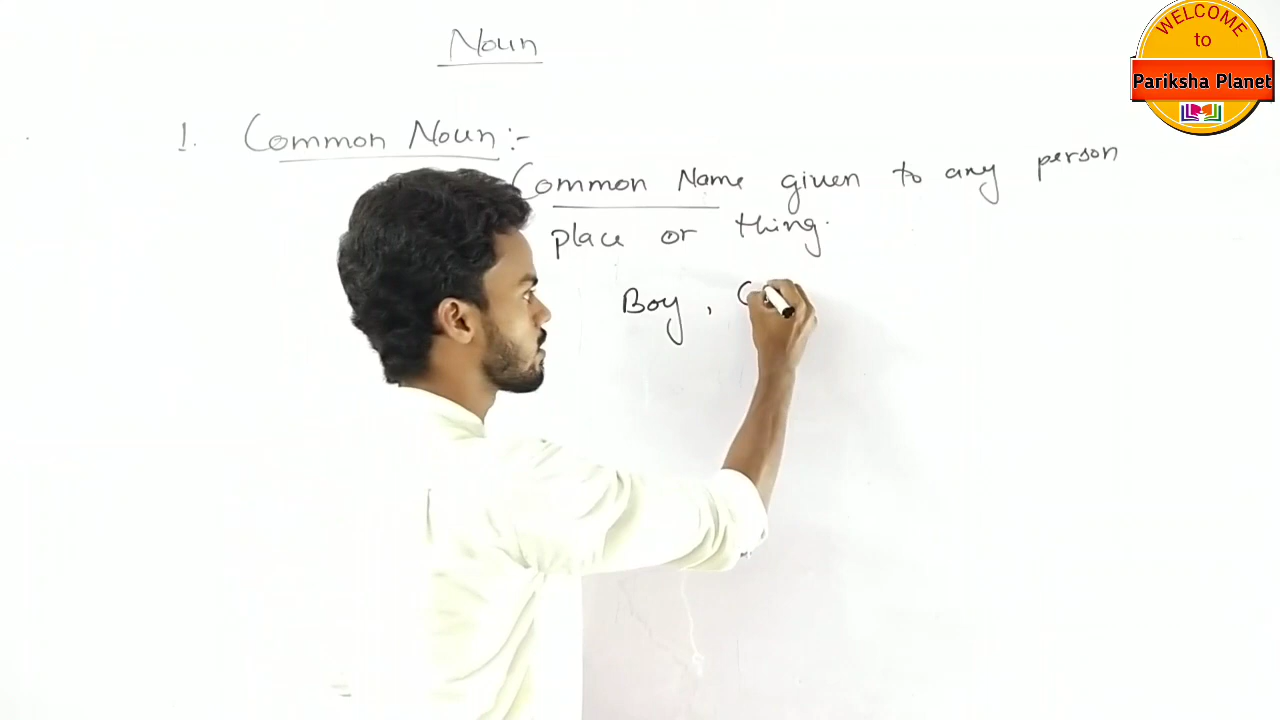 Noun
WELCOME
to
Pariksha Planet
1. Common Noun:-
Common Name given to any person
place or thing.
Boy ,